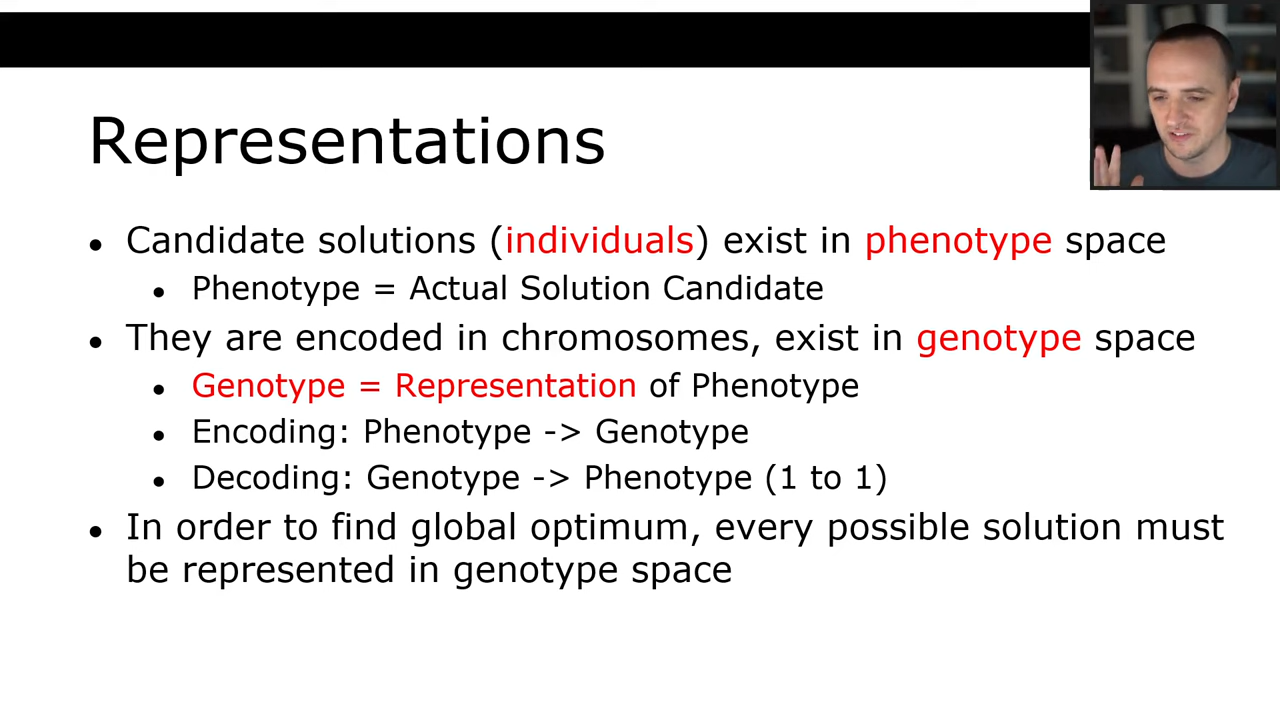 Representations
• Candidate solutions (individuals) exist in phenotype space
• Phenotype = Actual Solution Candidate
• They are encoded in chromosomes, exist in genotype space
• Genotype = Representation of Phenotype
• Encoding: Phenotype -> Genotype
• Decoding: Genotype -> Phenotype (1 to 1)
• In order to find global optimum, every possible solution must
be represented in genotype space